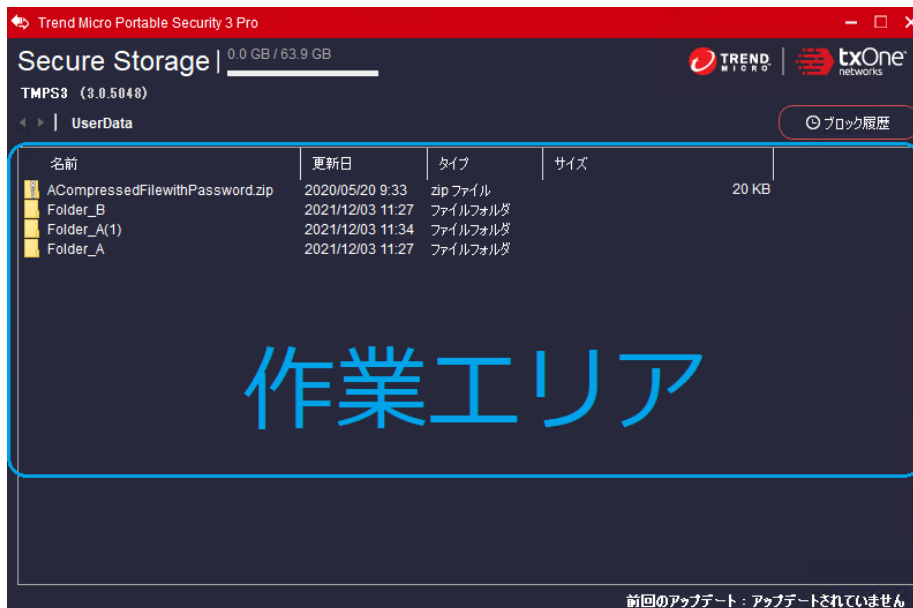 Trend Micro Portable Security 3 Pro
Secure Storage | 0.0 GB / 63.9 GB
TREND MICRO
txOne networks
TMPS3 (3.0.5048)
UserData
ブロック履歴
名前 更新日 タイプ サイズ
ACompressedFilewithPassword.zip 2020/05/20 9:33 zip ファイル 20 KB
Folder_B 2021/12/03 11:27 ファイルフォルダ
Folder_A(1) 2021/12/03 11:34 ファイルフォルダ
Folder_A 2021/12/03 11:27 ファイルフォルダ
作業エリア
前回のアップデート：アップデートされていません